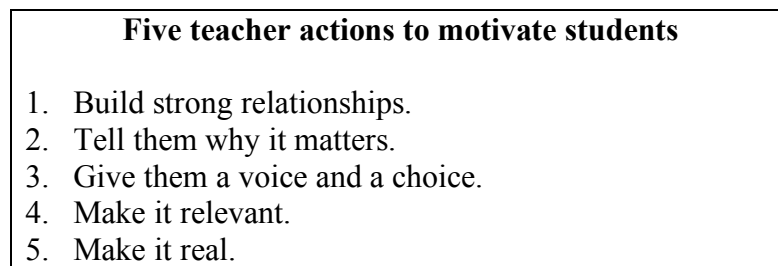 Five teacher actions to motivate students
1. Build strong relationships.
2. Tell them why it matters.
3. Give them a voice and a choice.
4. Make it relevant.
5. Make it real.